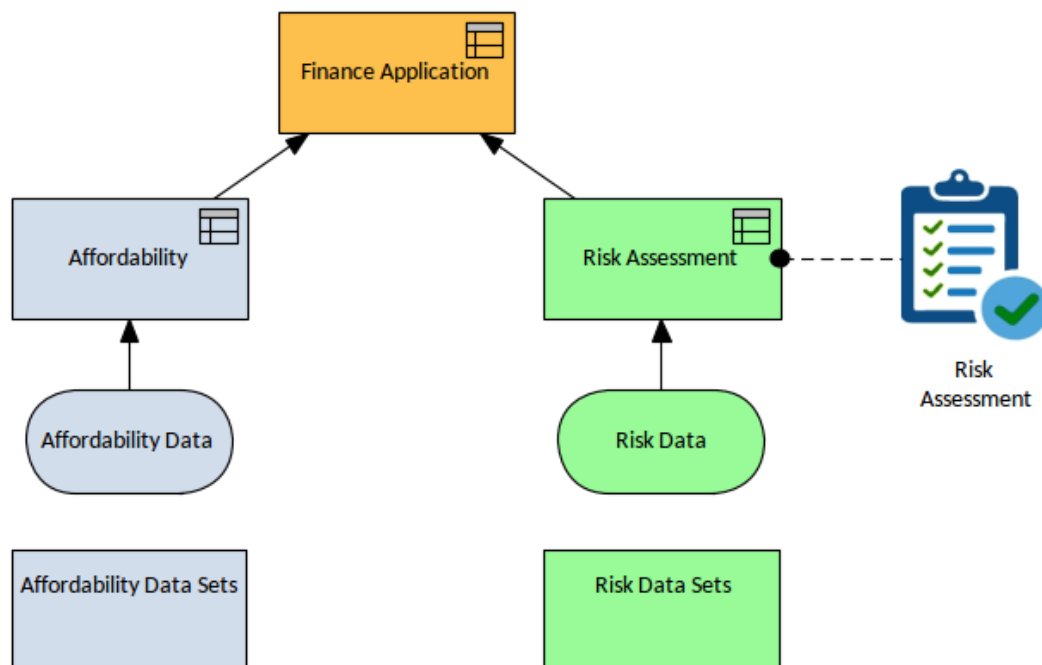 Finance Application
Affordability
Risk Assessment
Risk
Assessment
Affordability Data
Risk Data
Affordability Data Sets
Risk Data Sets